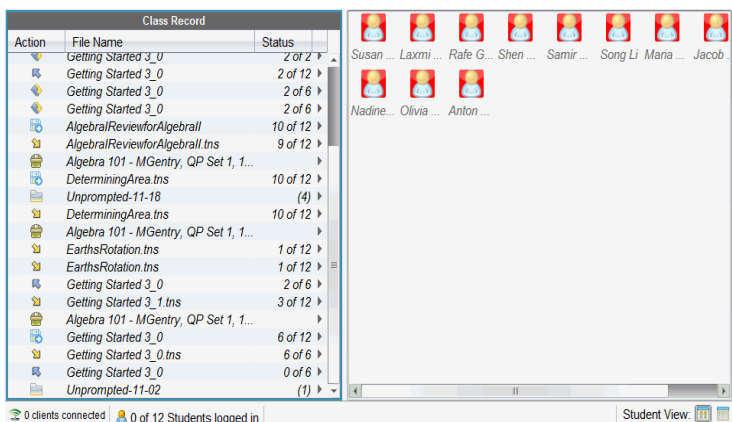 Class Record
Action File Name Status
Getting Started 3_0 2 of 2
Getting Started 3_0 2 of 12
Getting Started 3_0 2 of 6
Getting Started 3_0 2 of 6
AlgebraIReviewforAlgebraII 10 of 12
AlgebraIReviewforAlgebraII.tns 9 of 12
Algebra 101 - MGentry, QP Set 1, 1...
DeterminingArea.tns 10 of 12
Unprompted-11-18 (4)
DeterminingArea.tns 10 of 12
Algebra 101 - MGentry, QP Set 1, 1...
EarthsRotation.tns 1 of 12
EarthsRotation.tns 1 of 12
Getting Started 3_0 2 of 6
Getting Started 3_1.tns 3 of 12
Algebra 101 - MGentry, QP Set 1, 1...
Getting Started 3_0 6 of 12
Getting Started 3_0.tns 6 of 6
Getting Started 3_0 0 of 6
Unprompted-11-02 (1)
Susan ... Laxmi ... Rafe G... Shen ... Samir ... Song Li Maria ... Jacob
Nadine... Olivia ... Anton ...
0 clients connected 0 of 12 Students logged in Student View: